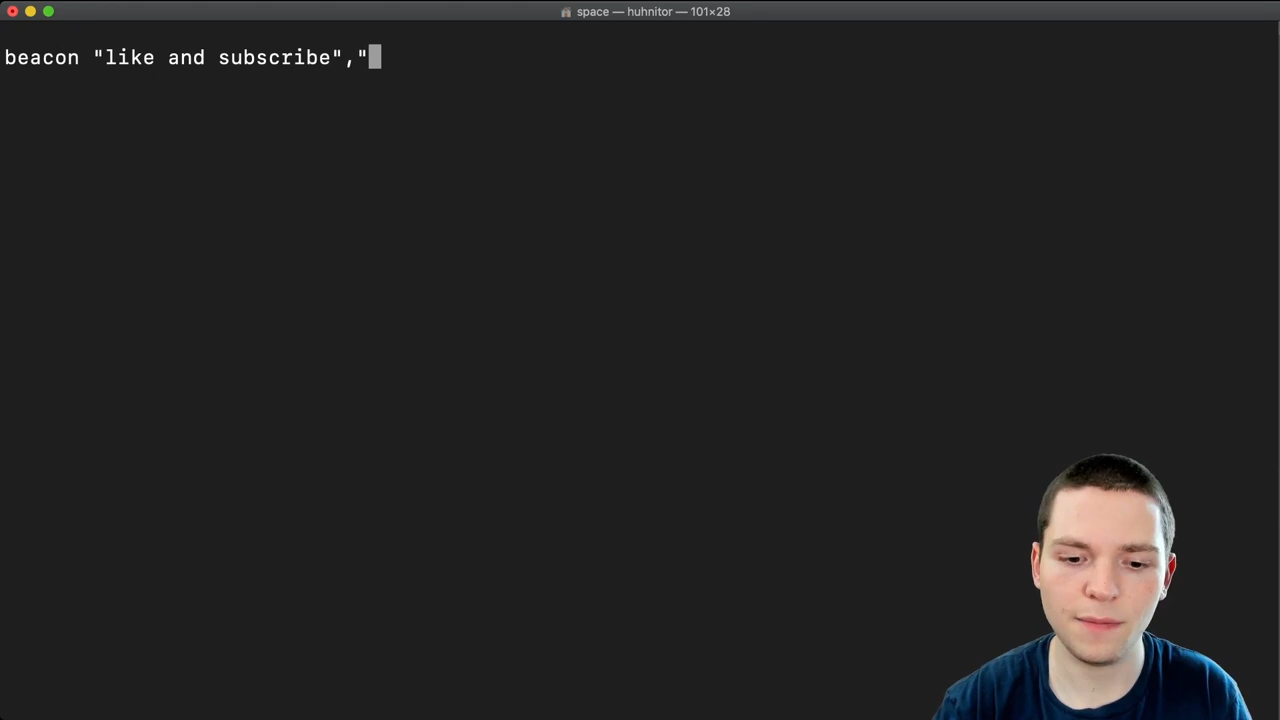 space — huhnitor — 101×28
beacon "like and subscribe","